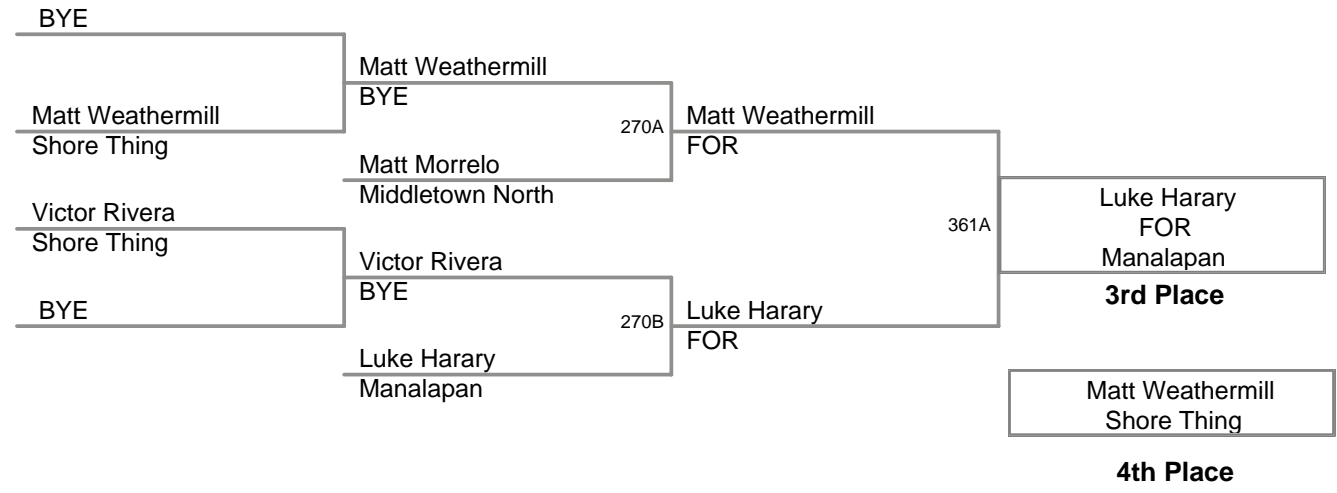 BYE
Matt Weathermill
Shore Thing
Victor Rivera
Shore Thing
BYE
Matt Weathermill
BYE
Matt Morrelo
Middletown North
Victor Rivera
BYE
Luke Harary
Manalapan
270A
270B
Matt Weathermill
FOR
Luke Harary
FOR
361A
Luke Harary
FOR
Manalapan
3rd Place
Matt Weathermill
Shore Thing
4th Place